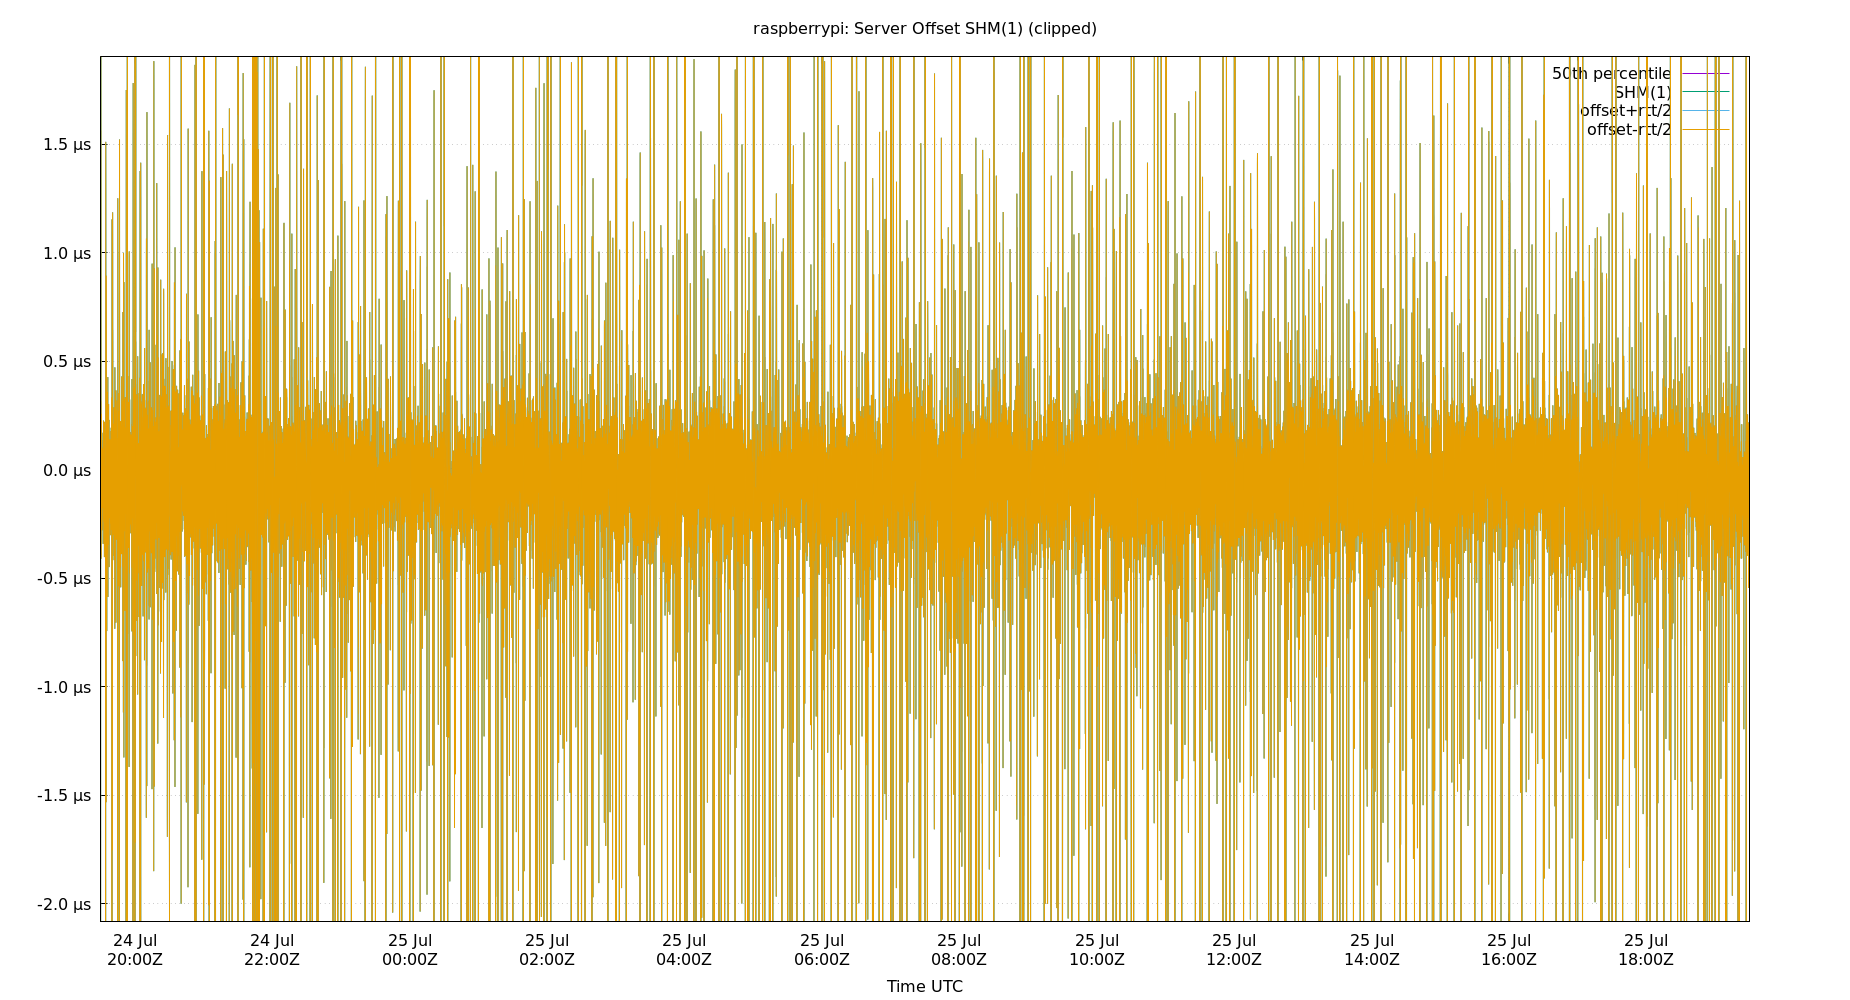 raspberrypi: Server Offset SHM(1) (clipped)
50th percentile
SHM(1)
offset+rtt/2
offset-rtt/2
1.5 µs
1.0 µs
0.5 µs
0.0 µs
-0.5 µs
-1.0 µs
-1.5 µs
-2.0 µs
24 Jul 24 Jul 25 Jul 25 Jul 25 Jul 25 Jul 25 Jul 25 Jul 25 Jul 25 Jul 25 Jul 25 Jul
20:00Z 22:00Z 00:00Z 02:00Z 04:00Z 06:00Z 08:00Z 10:00Z 12:00Z 14:00Z 16:00Z 18:00Z
Time UTC